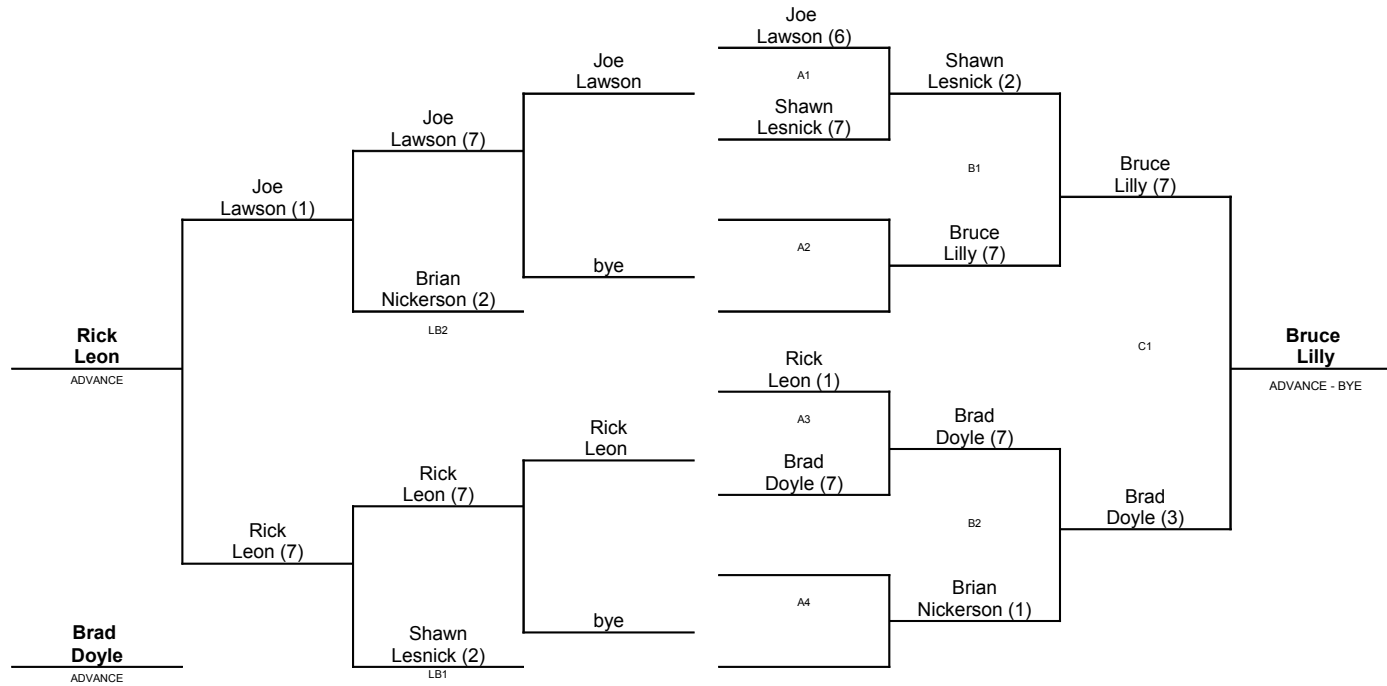 Joe
Lawson (6)
A1
Shawn
Lesnick (7)
Shawn
Lesnick (2)
B1
A2
Bruce
Lilly (7)
Bruce
Lilly (7)
C1
Bruce
Lilly
ADVANCE - BYE
Rick
Leon (1)
A3
Brad
Doyle (7)
Brad
Doyle (7)
B2
A4
Brian
Nickerson (1)
Brad
Doyle (3)
Joe
Lawson
bye
Joe
Lawson (7)
Brian
Nickerson (2)
LB2
Joe
Lawson (1)
Rick
Leon
ADVANCE
Rick
Leon
bye
Rick
Leon (7)
Shawn
Lesnick (2)
LB1
Rick
Leon (7)
Brad
Doyle
ADVANCE